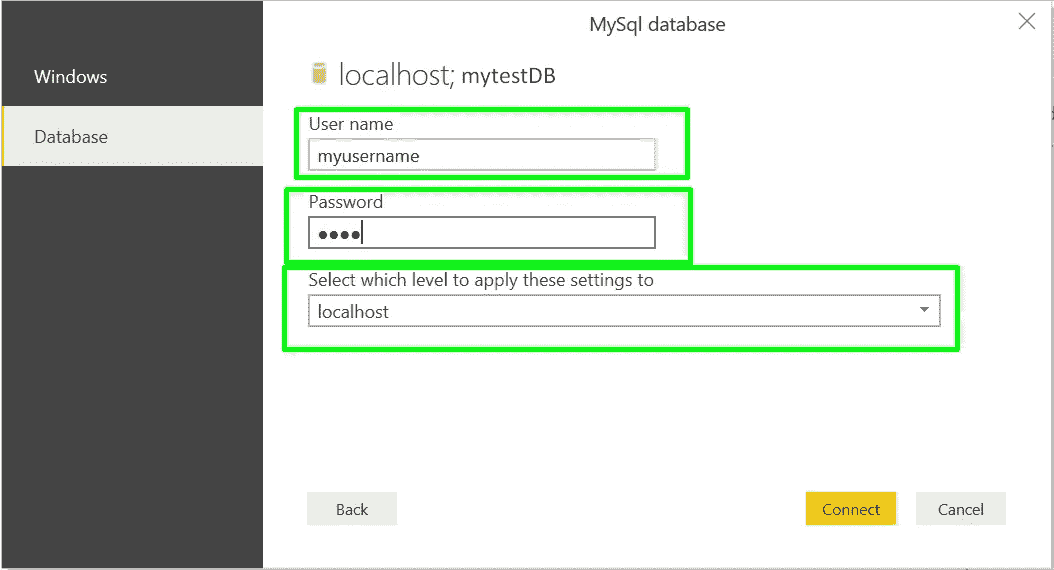 MySql database
Windows
Database
localhost; mytestDB
User name
myusername
Password
••••
Select which level to apply these settings to
localhost
Back
Connect
Cancel